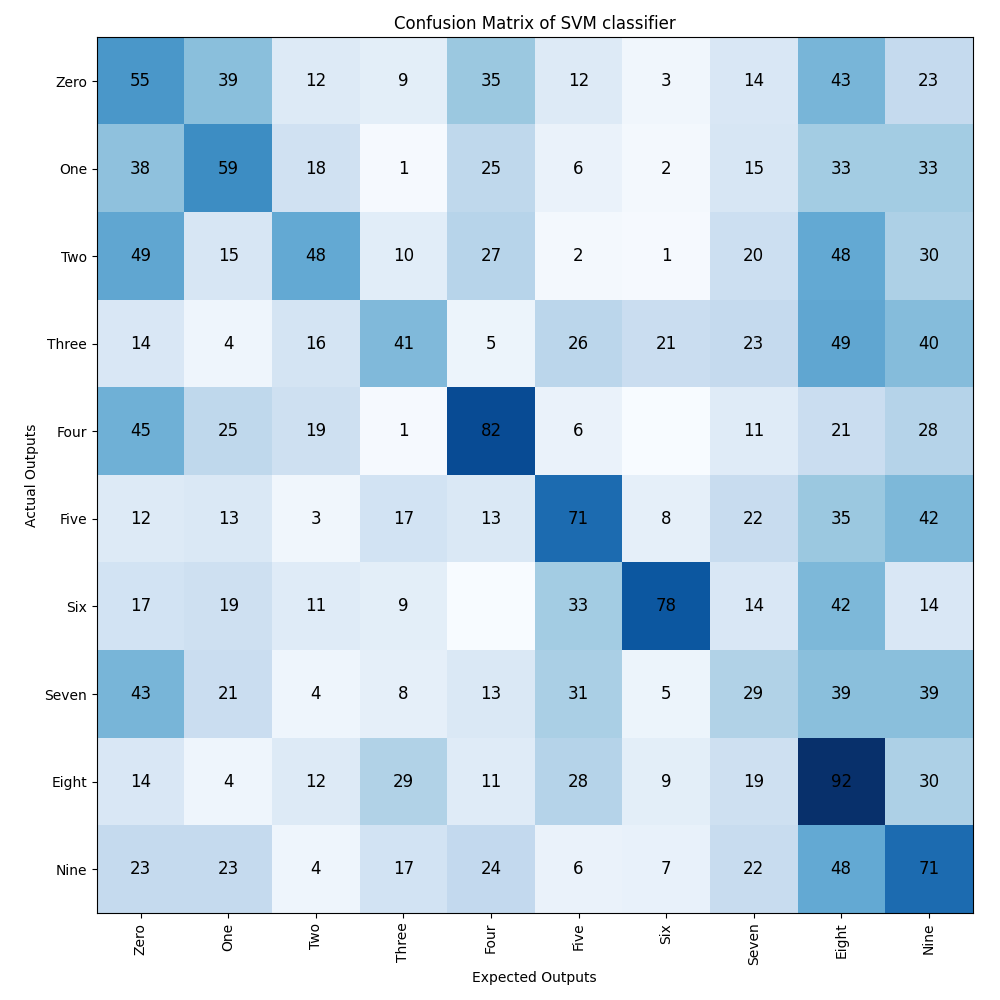 Confusion Matrix of SVM classifier
Zero 55 39 12 9 35 12 3 14 43 23
One 38 59 18 1 25 6 2 15 33 33
Two 49 15 48 10 27 2 1 20 48 30
Three 14 4 16 41 5 26 21 23 49 40
Four 45 25 19 1 82 6 11 21 28
Five 12 13 3 17 13 71 8 22 35 42
Six 17 19 11 9 33 78 14 42 14
Seven 43 21 4 8 13 31 5 29 39 39
Eight 14 4 12 29 11 28 9 19 92 30
Nine 23 23 4 17 24 6 7 22 48 71
Actual Outputs
Zero One Two Three Four Five Six Seven Eight Nine
Expected Outputs